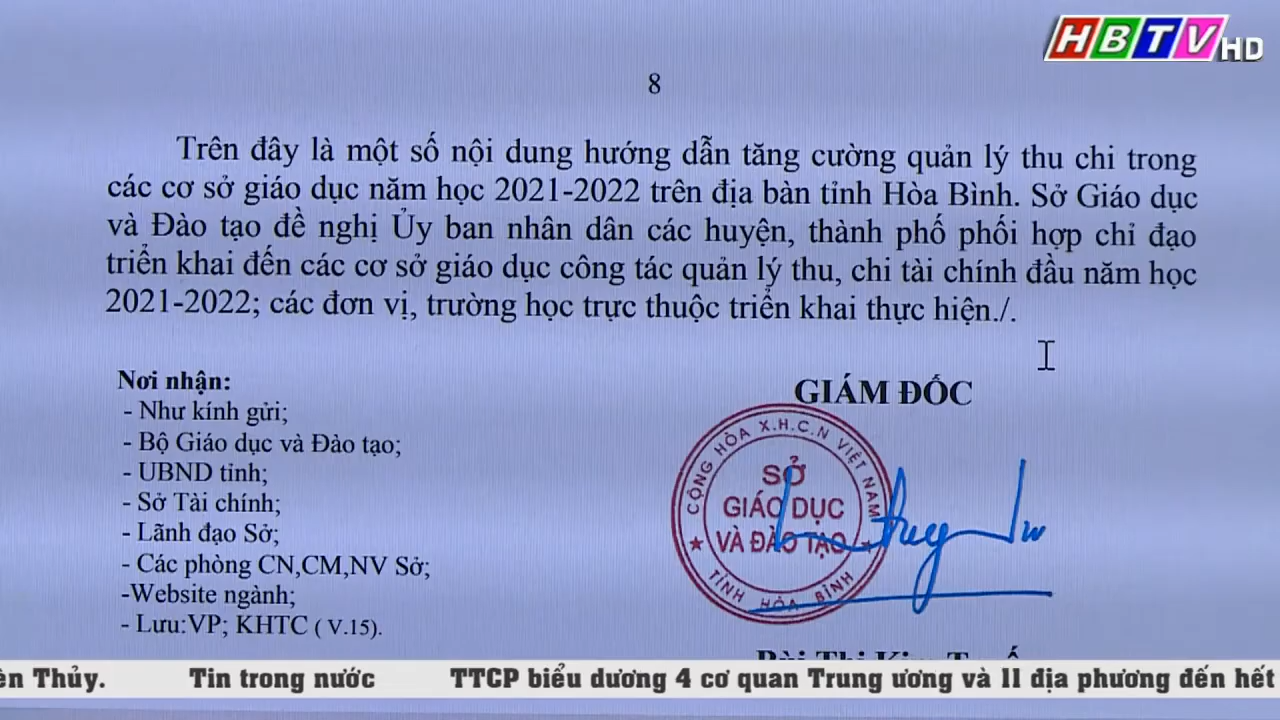 HBTV HD
8
Trên đây là một số nội dung hướng dẫn tăng cường quản lý thu chi trong
các cơ sở giáo dục năm học 2021-2022 trên địa bàn tỉnh Hòa Bình. Sở Giáo dục
và Đào tạo đề nghị Ủy ban nhân dân các huyện, thành phố phối hợp chỉ đạo
triển khai đến các cơ sở giáo dục công tác quản lý thu, chi tài chính đầu năm học
2021-2022; các đơn vị, trường học trực thuộc triển khai thực hiện./.
Nơi nhận:
- Như kính gửi;
- Bộ Giáo dục và Đào tạo;
- UBND tỉnh;
- Sở Tài chính;
- Lãnh đạo Sở;
- Các phòng CN,CM,NV Sở;
-Website ngành;
- Lưu:VP; KHTC ( V.15).
GIÁM ĐỐC
CỘNG HÒA X.H.C.N VIỆT NAM
SỞ
GIÁO DỤC
VÀ ĐÀO TẠO
TỈNH HÒA BÌNH
Thủy. Tin trong nước TTCP biểu dương 4 cơ quan Trung ương và 11 địa phương đến hết